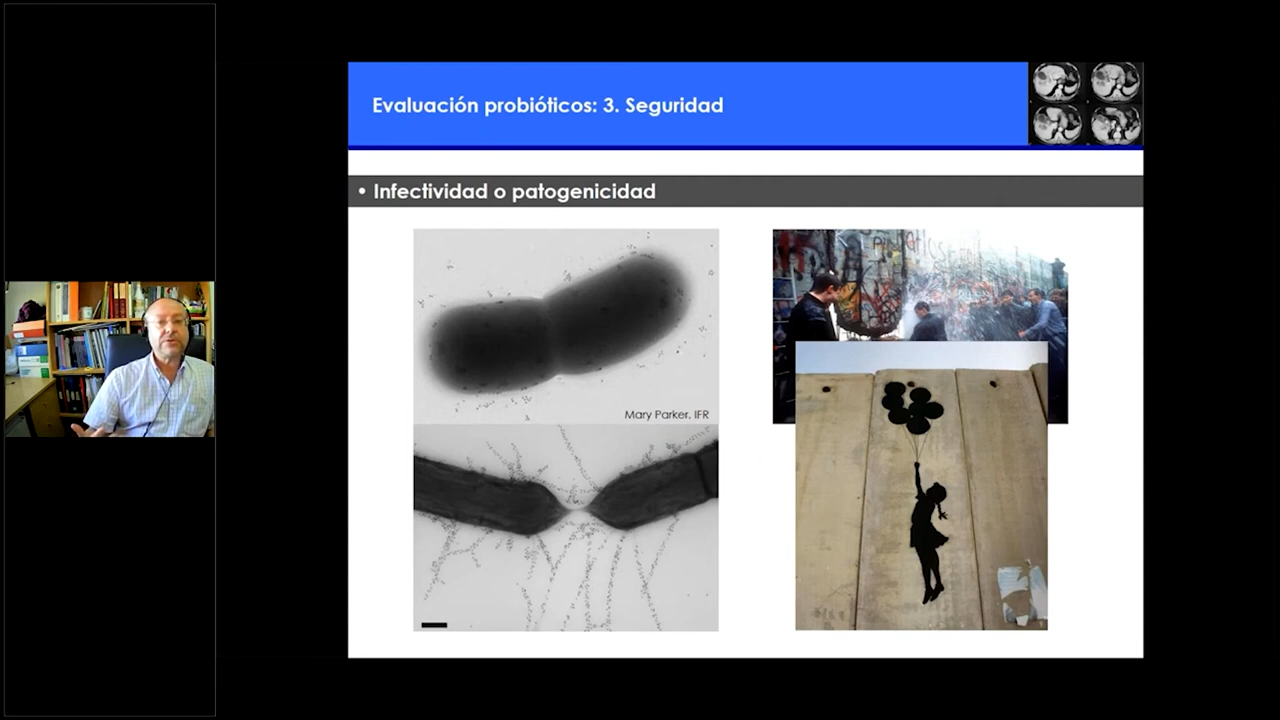 Evaluación probióticos: 3. Seguridad
• Infectividad o patogenicidad
Mary Parker, IFR